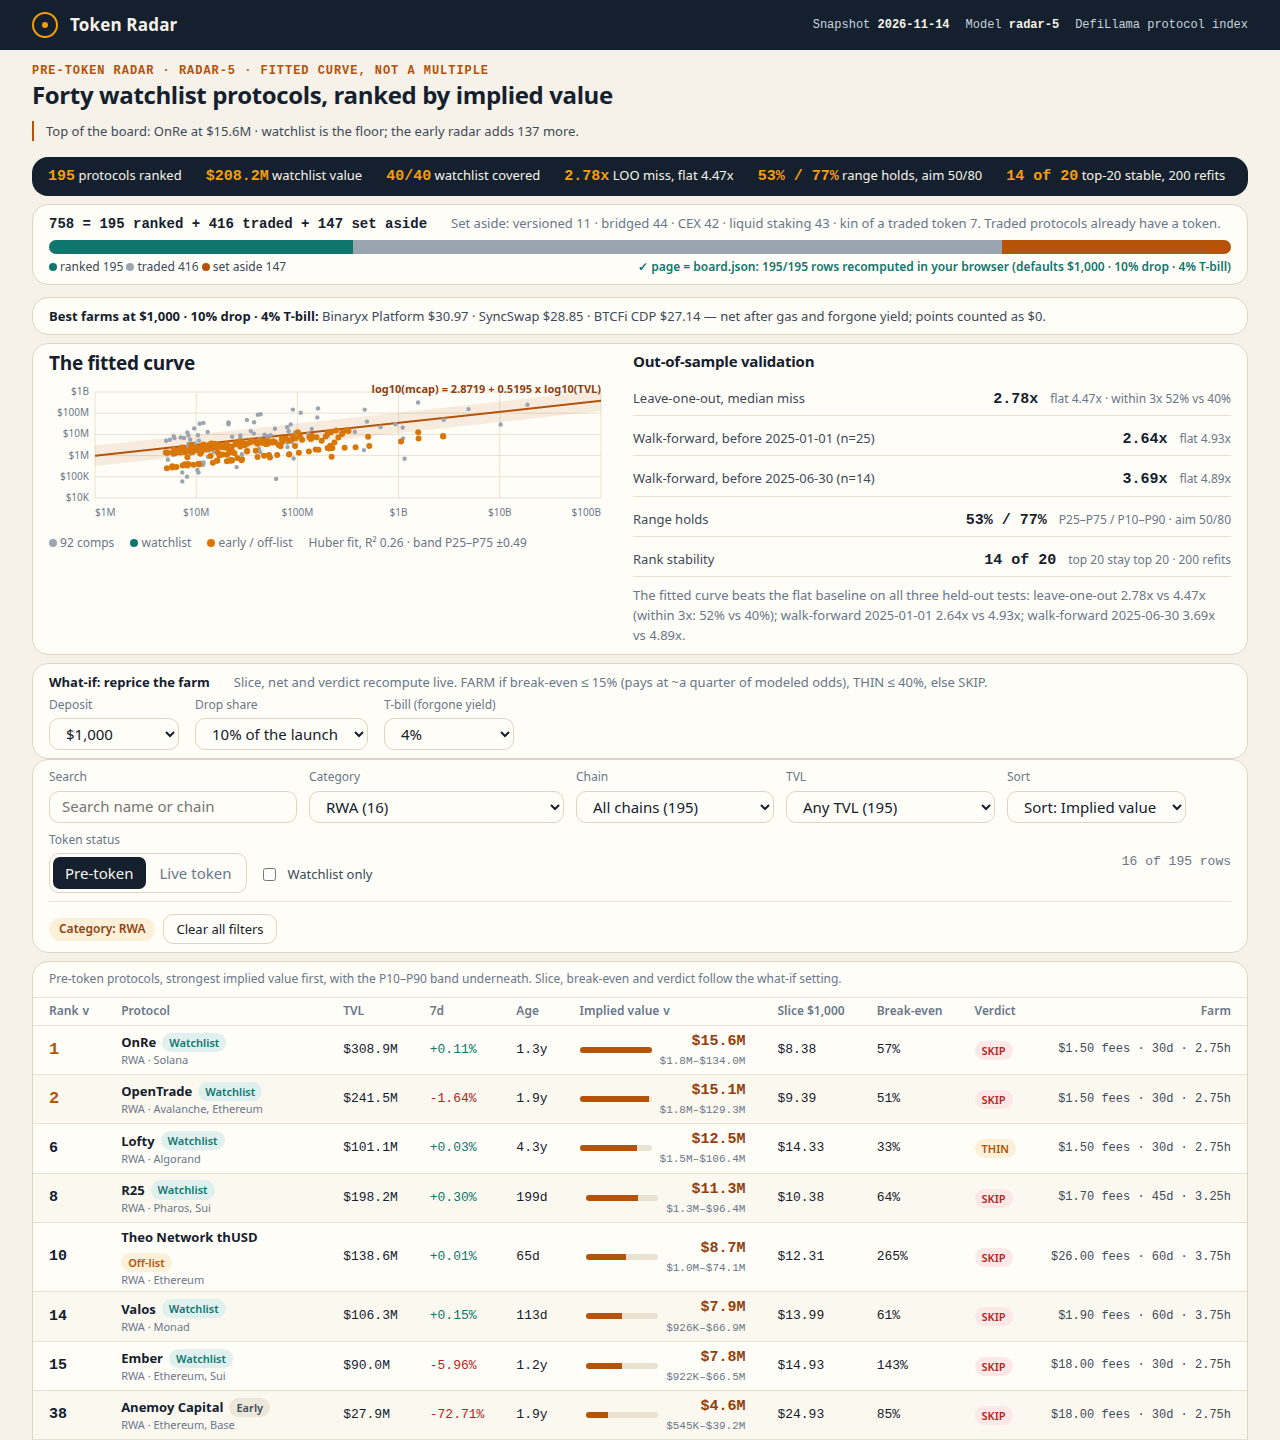 Token Radar
Snapshot 2026-11-14 Model radar-5 DefiLlama protocol index
PRE-TOKEN RADAR · RADAR-5 · FITTED CURVE, NOT A MULTIPLE
Forty watchlist protocols, ranked by implied value
Top of the board: OnRe at $15.6M · watchlist is the floor; the early radar adds 137 more.
195 protocols ranked $208.2M watchlist value 40/40 watchlist covered 2.78x LOO miss, flat 4.47x 53% / 77% range holds, aim 50/80 14 of 20 top-20 stable, 200 refits
758 = 195 ranked + 416 traded + 147 set aside Set aside: versioned 11 · bridged 44 · CEX 42 · liquid staking 43 · kin of a traded token 7. Traded protocols already have a token.
ranked 195 traded 416 set aside 147 ✓ page = board.json: 195/195 rows recomputed in your browser (defaults $1,000 · 10% drop · 4% T-bill)
Best farms at $1,000 · 10% drop · 4% T-bill: Binaryx Platform $30.97 · SyncSwap $28.85 · BTCFi CDP $27.14 — net after gas and forgone yield; points counted as $0.
The fitted curve
log10(mcap) = 2.8719 + 0.5195 x log10(TVL)
$1B
$100M
$10M
$1M
$100K
$10K
$1M $10M $100M $1B $10B $100B
92 comps watchlist early / off-list Huber fit, R² 0.26 · band P25–P75 ±0.49
Out-of-sample validation
Leave-one-out, median miss 2.78x flat 4.47x · within 3x 52% vs 40%
Walk-forward, before 2025-01-01 (n=25) 2.64x flat 4.93x
Walk-forward, before 2025-06-30 (n=14) 3.69x flat 4.89x
Range holds 53% / 77% P25–P75 / P10–P90 · aim 50/80
Rank stability 14 of 20 top 20 stay top 20 · 200 refits
The fitted curve beats the flat baseline on all three held-out tests: leave-one-out 2.78x vs 4.47x
(within 3x: 52% vs 40%); walk-forward 2025-01-01 2.64x vs 4.93x; walk-forward 2025-06-30 3.69x
vs 4.89x.
What-if: reprice the farm Slice, net and verdict recompute live. FARM if break-even ≤ 15% (pays at ~a quarter of modeled odds), THIN ≤ 40%, else SKIP.
Deposit Drop share T-bill (forgone yield)
$1,000 10% of the launch 4%
Search Category Chain TVL Sort
Search name or chain RWA (16) All chains (195) Any TVL (195) Sort: Implied value
Token status
Pre-token Live token Watchlist only 16 of 195 rows
Category: RWA Clear all filters
Pre-token protocols, strongest implied value first, with the P10–P90 band underneath. Slice, break-even and verdict follow the what-if setting.
Rank v Protocol TVL 7d Age Implied value v Slice $1,000 Break-even Verdict Farm
1 OnRe Watchlist $308.9M +0.11% 1.3y $15.6M $8.38 57% SKIP $1.50 fees · 30d · 2.75h
RWA · Solana $1.8M–$134.0M
2 OpenTrade Watchlist $241.5M -1.64% 1.9y $15.1M $9.39 51% SKIP $1.50 fees · 30d · 2.75h
RWA · Avalanche, Ethereum $1.8M–$129.3M
6 Lofty Watchlist $101.1M +0.03% 4.3y $12.5M $14.33 33% THIN $1.50 fees · 30d · 2.75h
RWA · Algorand $1.5M–$106.4M
8 R25 Watchlist $198.2M +0.30% 199d $11.3M $10.38 64% SKIP $1.70 fees · 45d · 3.25h
RWA · Pharos, Sui $1.3M–$96.4M
10 Theo Network thUSD Off-list $138.6M +0.01% 65d $8.7M $12.31 265% SKIP $26.00 fees · 60d · 3.75h
RWA · Ethereum $1.0M–$74.1M
14 Valos Watchlist $106.3M +0.15% 113d $7.9M $13.99 61% SKIP $1.90 fees · 60d · 3.75h
RWA · Monad $926K–$66.9M
15 Ember Watchlist $90.0M -5.96% 1.2y $7.8M $14.93 143% SKIP $18.00 fees · 30d · 2.75h
RWA · Ethereum, Sui $922K–$66.5M
38 Anemoy Capital Early $27.9M -72.71% 1.9y $4.6M $24.93 85% SKIP $18.00 fees · 30d · 2.75h
RWA · Ethereum, Base $545K–$39.2M